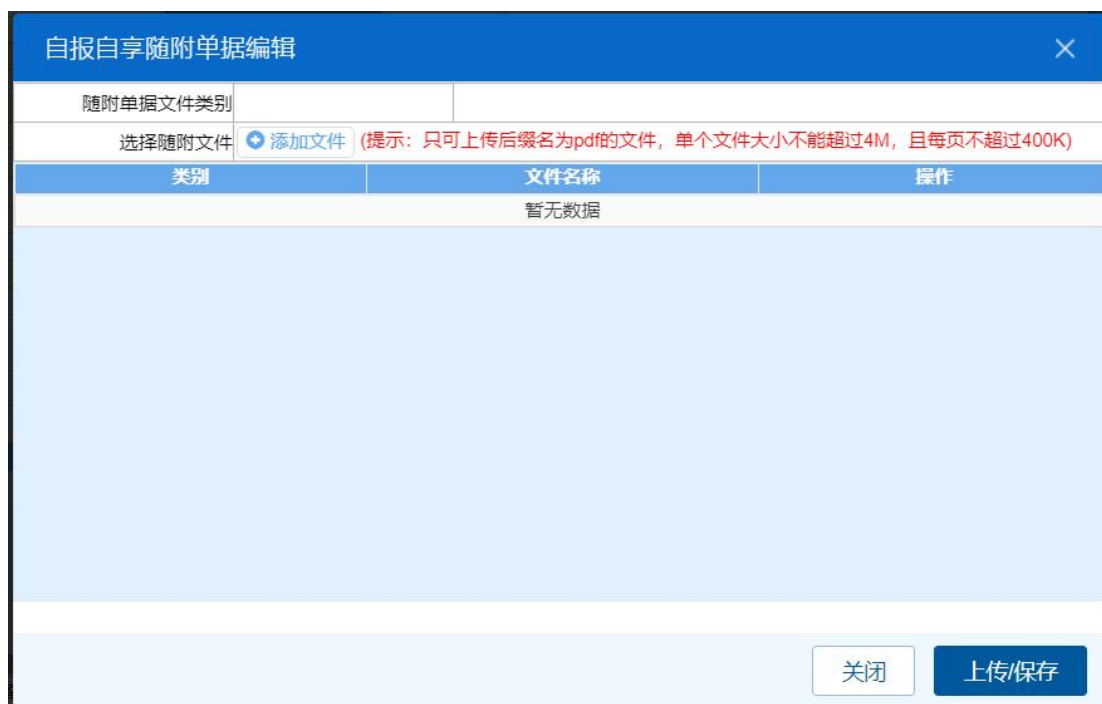 自报自享随附单据编辑
随附单据文件类别
选择随附文件 添加文件 (提示：只可上传后缀名为pdf的文件，单个文件大小不能超过4M，且每页不超过400K)
类别 文件名称 操作
暂无数据
关闭 上传/保存